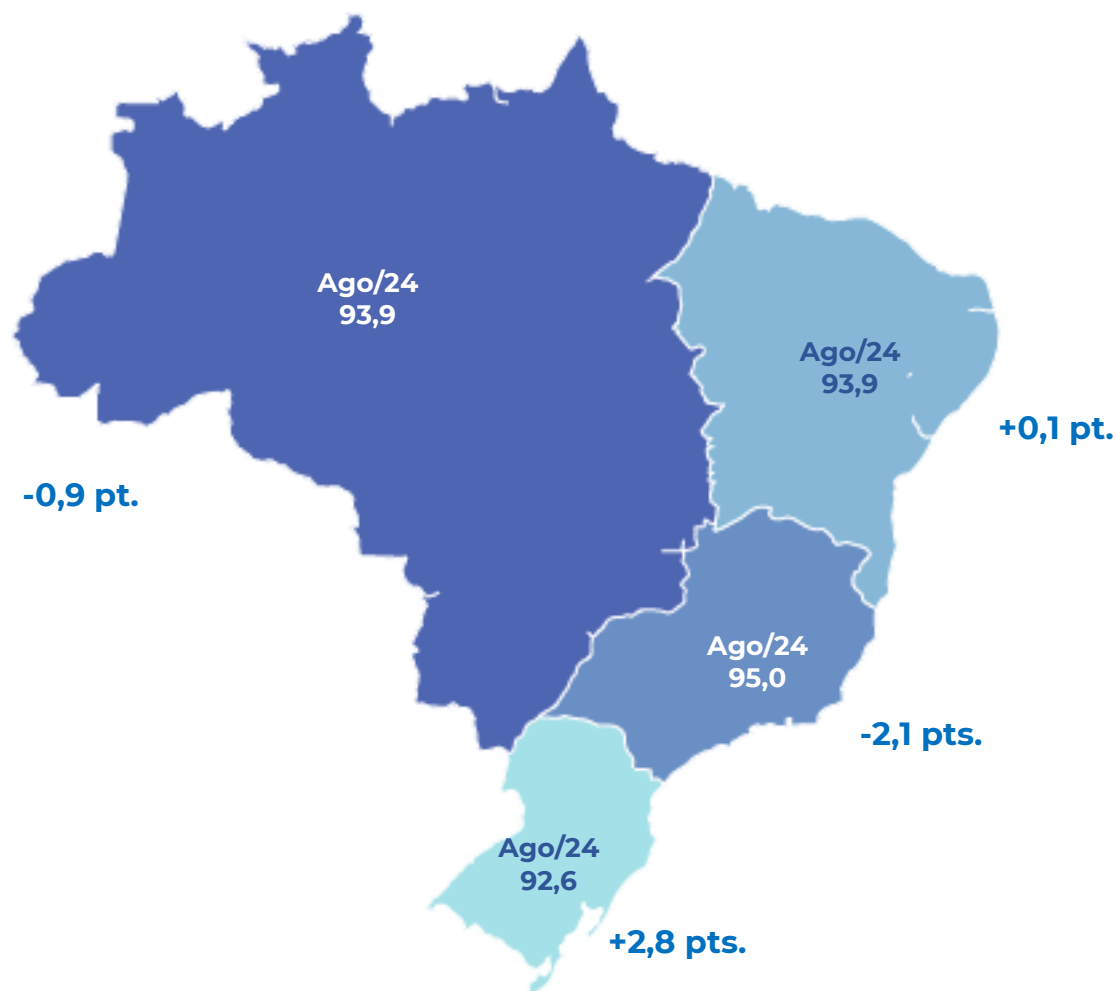 Ago/24
93,9
Ago/24
93,9
+0,1 pt.
-0,9 pt.
Ago/24
95,0
-2,1 pts.
Ago/24
92,6
+2,8 pts.